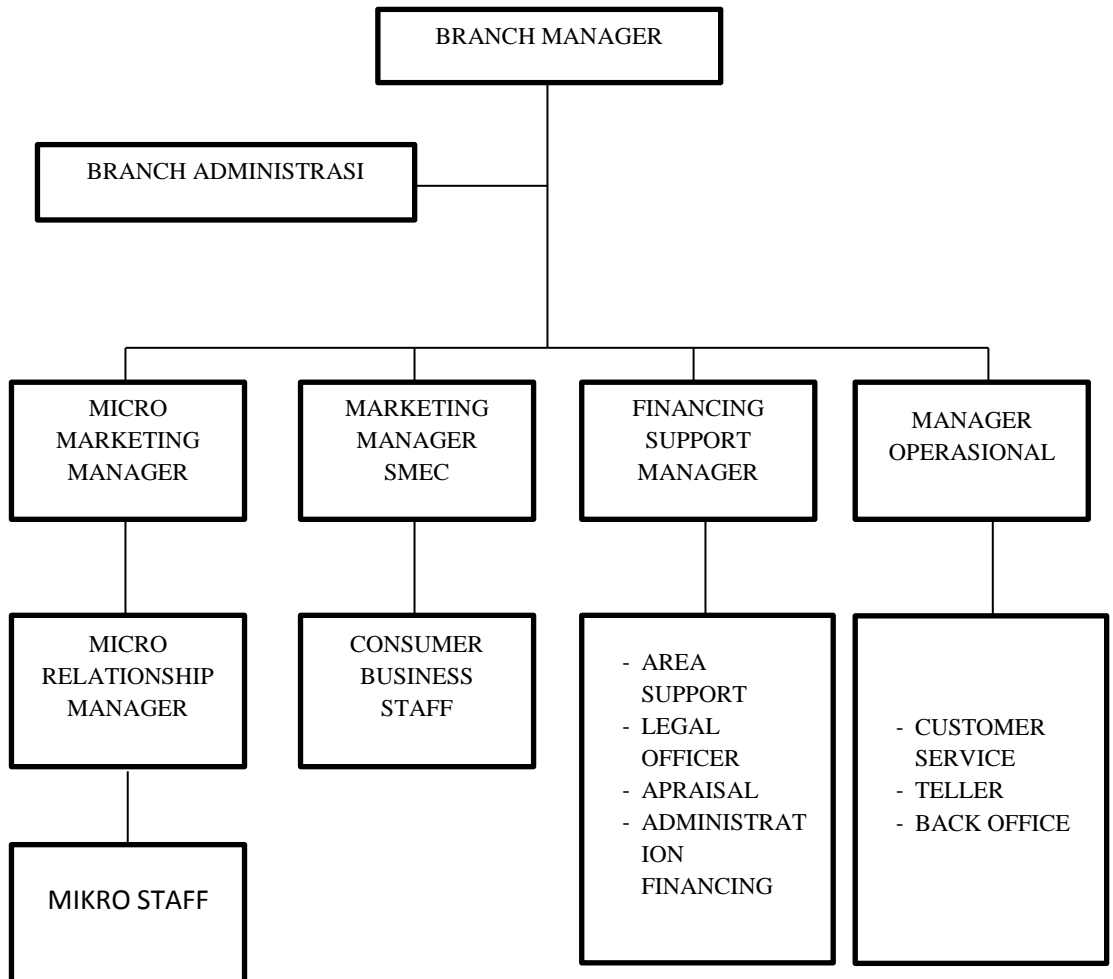 BRANCH MANAGER
BRANCH ADMINISTRASI
MICRO
MARKETING
MANAGER
MARKETING
MANAGER
SMEC
FINANCING
SUPPORT
MANAGER
MANAGER
OPERASIONAL
MICRO
RELATIONSHIP
MANAGER
CONSUMER
BUSINESS
STAFF
- AREA
SUPPORT
- LEGAL
OFFICER
- APRAISAL
- ADMINISTRAT
ION
FINANCING
- CUSTOMER
SERVICE
- TELLER
- BACK OFFICE
MIKRO STAFF